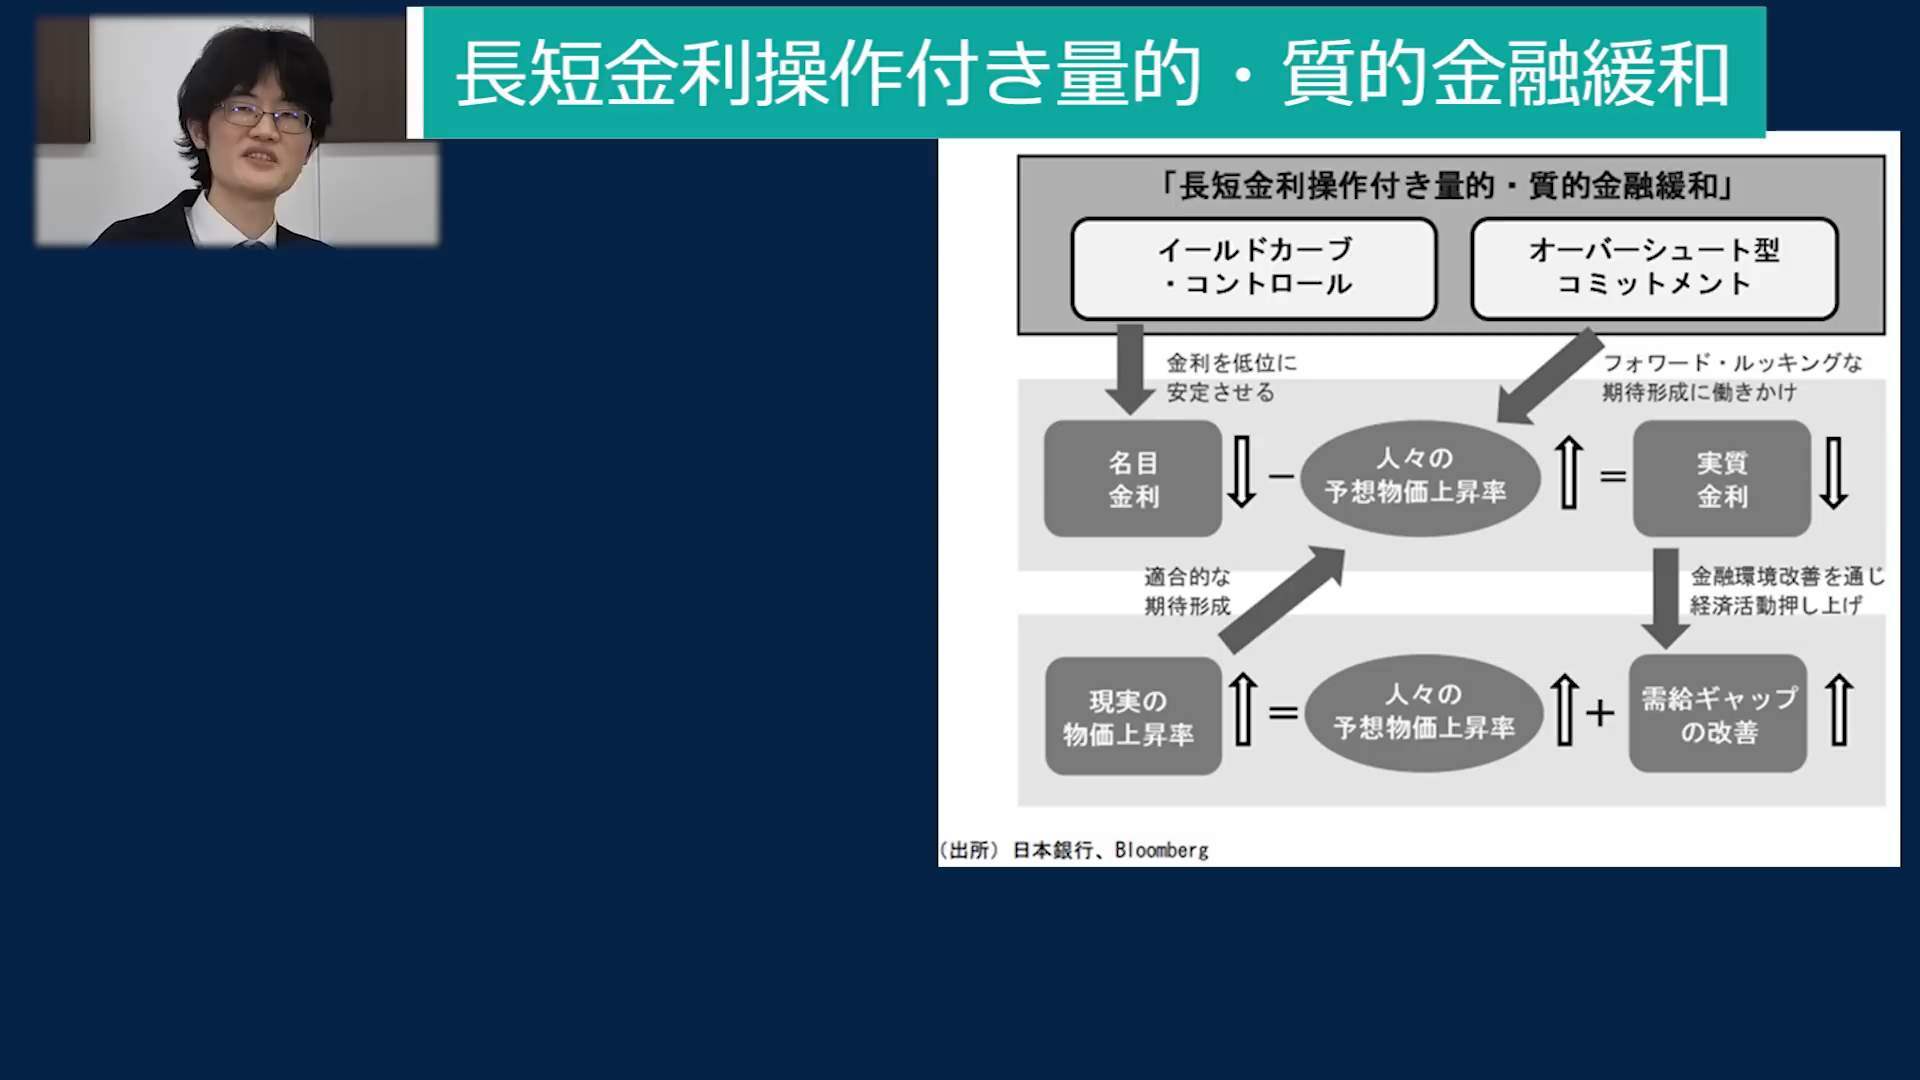 長短金利操作付き量的・質的金融緩和
「長短金利操作付き量的・質的金融緩和」
イールドカーブ
・コントロール
オーバーシュート型
コミットメント
金利を低位に
安定させる
フォワード・ルッキングな
期待形成に働きかけ
名目
金利
－
人々の
予想物価上昇率
＝
実質
金利
適合的な
期待形成
金融環境改善を通じ
経済活動押し上げ
現実の
物価上昇率
＝
人々の
予想物価上昇率
＋
需給ギャップ
の改善
（出所）日本銀行、Bloomberg